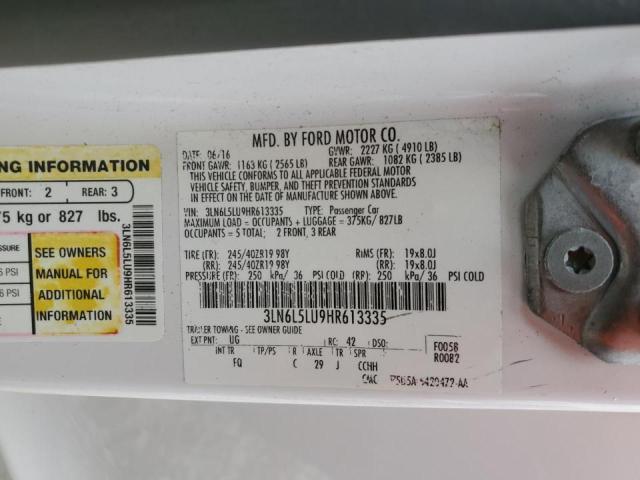 NG INFORMATION
FRONT: 2 REAR: 3
75 kg or 827 lbs.
SEE OWNERS
MANUAL FOR
ADDITIONAL
INFORMATION
PSI
6 PSI
3LN6L5LU9HR613335
MFD. BY FORD MOTOR CO.
DATE: 06/16 GVWR: 2227 KG ( 4910 LB)
FRONT GAWR: 1163 KG ( 2565 LB) REAR GAWR: 1082 KG ( 2385 LB)
THIS VEHICLE CONFORMS TO ALL APPLICABLE FEDERAL MOTOR
VEHICLE SAFETY, BUMPER, AND THEFT PREVENTION STANDARDS
IN EFFECT ON THE DATE OF MANUFACTURE SHOWN ABOVE.
VIN: 3LN6L5LU9HR613335 TYPE: Passenger Car
MAXIMUM LOAD = OCCUPANTS + LUGGAGE = 375KG/ 827LB
OCCUPANTS = 5 TOTAL: 2 FRONT, 3 REAR
TIRE (FR): 245/40ZR19 98Y RIMS (FR): 19x8.0J
(RR): 245/40ZR19 98Y (RR): 19x8.0J
PRESSURE (FR): 250 kPa/ 36 PSI COLD (RR): 250 kPa/ 36 PSI COLD
3LN6L5LU9HR613335
TRAILER TOWING - SEE OWNER GUIDE
EXT PNT: UG RC: 42 DSO: F0056
INT TR TP/PS R AXLE TR SPR R0082
FQ C 29 J CCHH